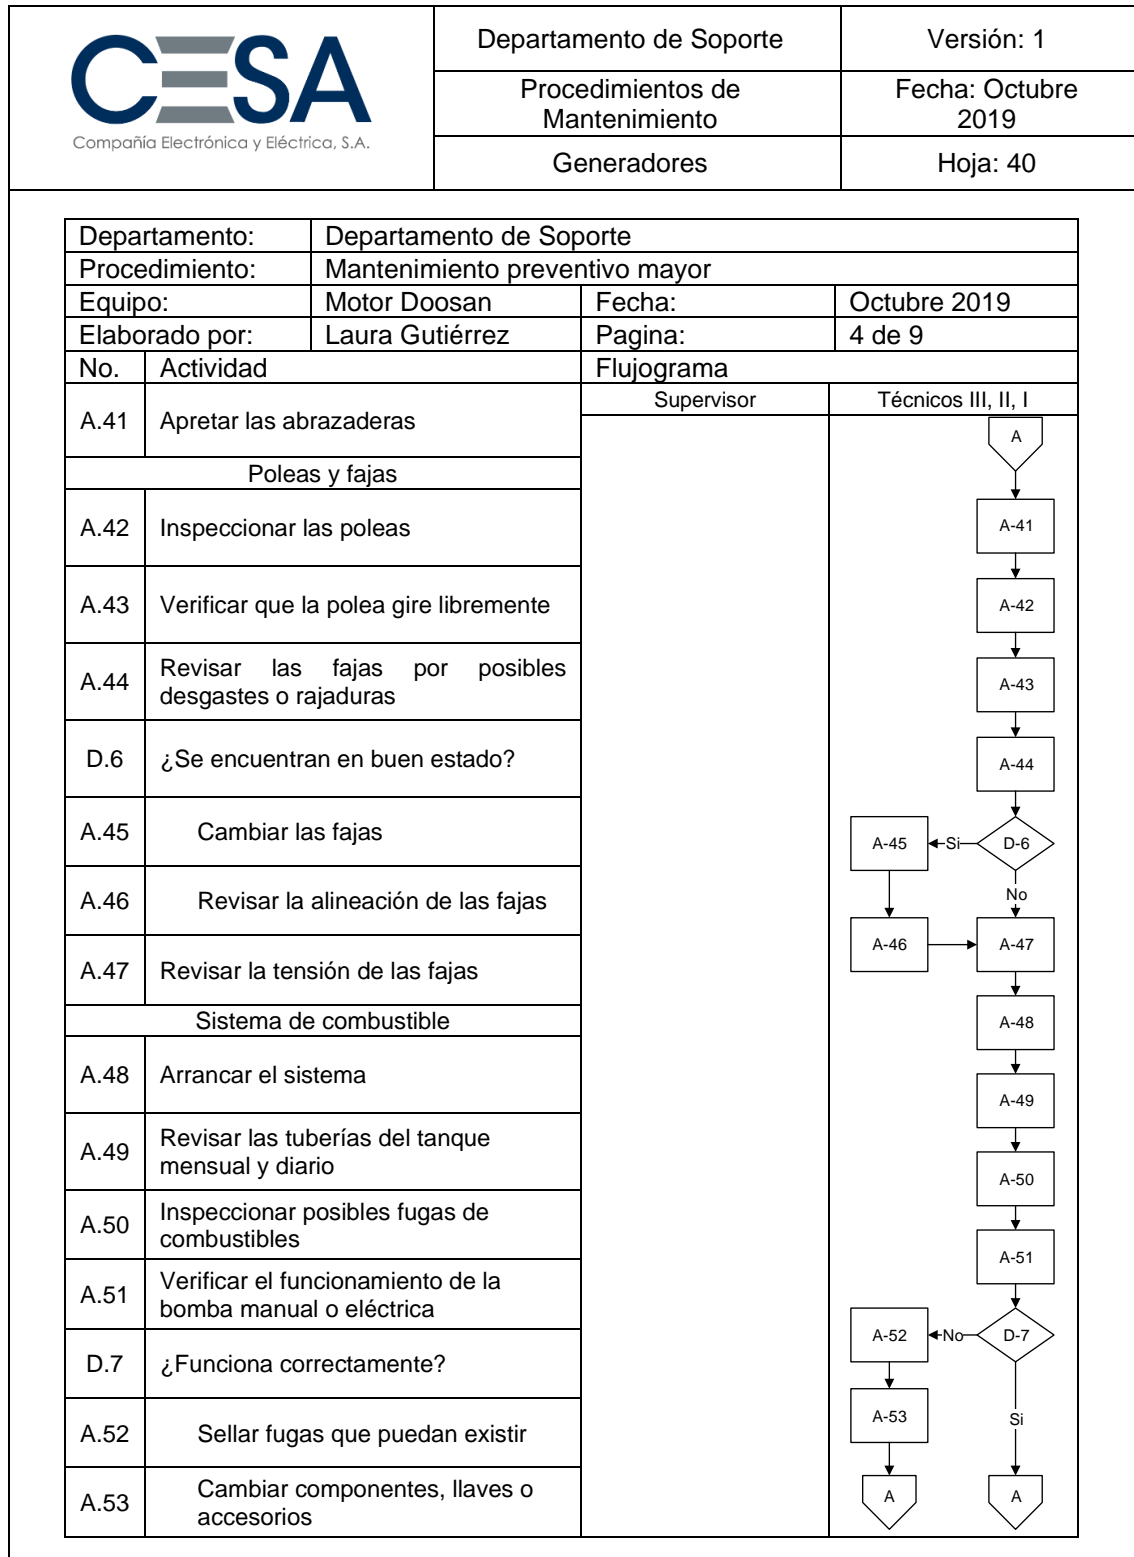 CESA
Compañía Electrónica y Eléctrica, S.A.
Departamento de Soporte
Versión: 1
Procedimientos de
Mantenimiento
Fecha: Octubre
2019
Generadores
Hoja: 40
Departamento:
Departamento de Soporte
Procedimiento:
Mantenimiento preventivo mayor
Equipo:
Motor Doosan
Fecha:
Octubre 2019
Elaborado por:
Laura Gutiérrez
Pagina:
4 de 9
No.
Actividad
Flujograma
Supervisor
Técnicos III, II, I
A.41
Apretar las abrazaderas
Poleas y fajas
A.42
Inspeccionar las poleas
A.43
Verificar que la polea gire libremente
A.44
Revisar las fajas por posibles
desgastes o rajaduras
D.6
¿Se encuentran en buen estado?
A.45
Cambiar las fajas
A.46
Revisar la alineación de las fajas
A.47
Revisar la tensión de las fajas
Sistema de combustible
A.48
Arrancar el sistema
A.49
Revisar las tuberías del tanque
mensual y diario
A.50
Inspeccionar posibles fugas de
combustibles
A.51
Verificar el funcionamiento de la
bomba manual o eléctrica
D.7
¿Funciona correctamente?
A.52
Sellar fugas que puedan existir
A.53
Cambiar componentes, llaves o
accesorios
A
A-41
A-42
A-43
A-44
A-45
Si
D-6
No
A-46
A-47
A-48
A-49
A-50
A-51
A-52
No
D-7
A-53
Si
A
A